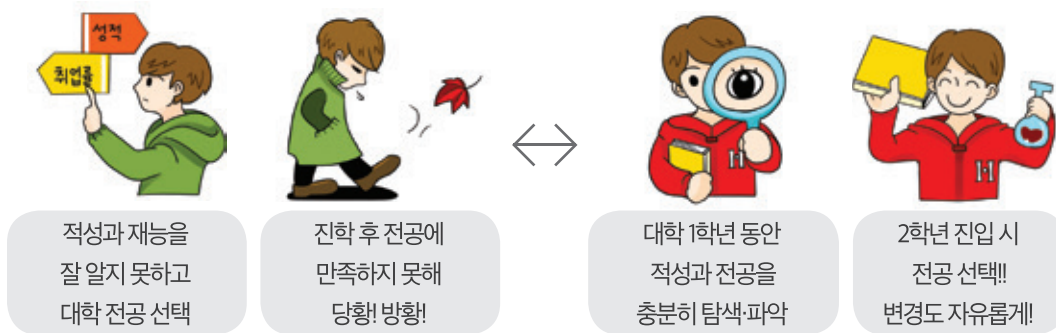 성적
취업률
적성과 재능을
잘 알지 못하고
대학 전공 선택
진학 후 전공에
만족하지 못해
당황! 방황!
대학 1학년 동안
적성과 전공을
충분히 탐색·파악
2학년 진입 시
전공 선택!!
변경도 자유롭게!